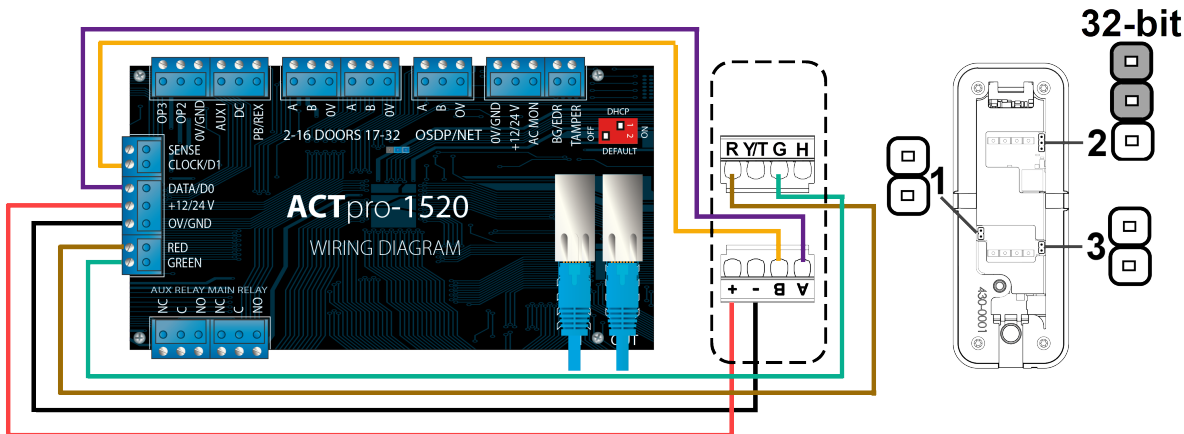 32-bit
OP3
OP2
0V/GND
AUX I
DC
PB/REX
A
B
0V
A
B
0V
A
B
OV
0V/GND
+12/24 V
AC MON
BG/EDR
TAMPER
2-16 DOORS 17-32
OSDP/NET
DHCP
OFF
1
2
ON
DEFAULT
SENSE
CLOCK/D1
DATA/D0
+12/24 V
OV/GND
RED
GREEN
ACTpro-1520
WIRING DIAGRAM
AUX RELAY MAIN RELAY
NC
C
NO
NC
C
NO
OUT
R Y/T G H
+ - B A
1
2
3
430-0001